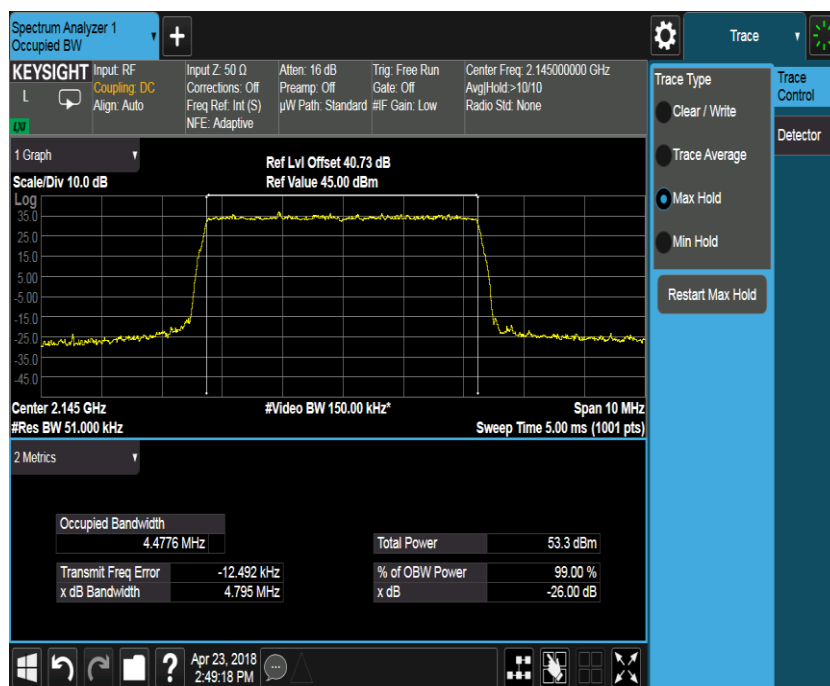 Spectrum Analyzer 1
Occupied BW
Trace
KEYSIGHT
L
LXI
Input: RF
Coupling: DC
Align: Auto
Input Z: 50 Ω
Corrections: Off
Freq Ref: Int (S)
NFE: Adaptive
Atten: 16 dB
Preamp: Off
µW Path: Standard
Trig: Free Run
Gate: Off
#IF Gain: Low
Center Freq: 2.145000000 GHz
Avg|Hold:>10/10
Radio Std: None
Trace Type
Clear / Write
Trace Average
Max Hold
Min Hold
Restart Max Hold
Trace Control
Detector
1 Graph
Scale/Div 10.0 dB
Ref Lvl Offset 40.73 dB
Ref Value 45.00 dBm
Log
35.0
25.0
15.0
5.00
-5.00
-15.0
-25.0
-35.0
-45.0
Center 2.145 GHz
#Res BW 51.000 kHz
#Video BW 150.00 kHz*
Span 10 MHz
Sweep Time 5.00 ms (1001 pts)
2 Metrics
Occupied Bandwidth
4.4776 MHz
Total Power 53.3 dBm
Transmit Freq Error -12.492 kHz
% of OBW Power 99.00 %
x dB Bandwidth 4.795 MHz
x dB -26.00 dB
?
Apr 23, 2018
2:49:18 PM